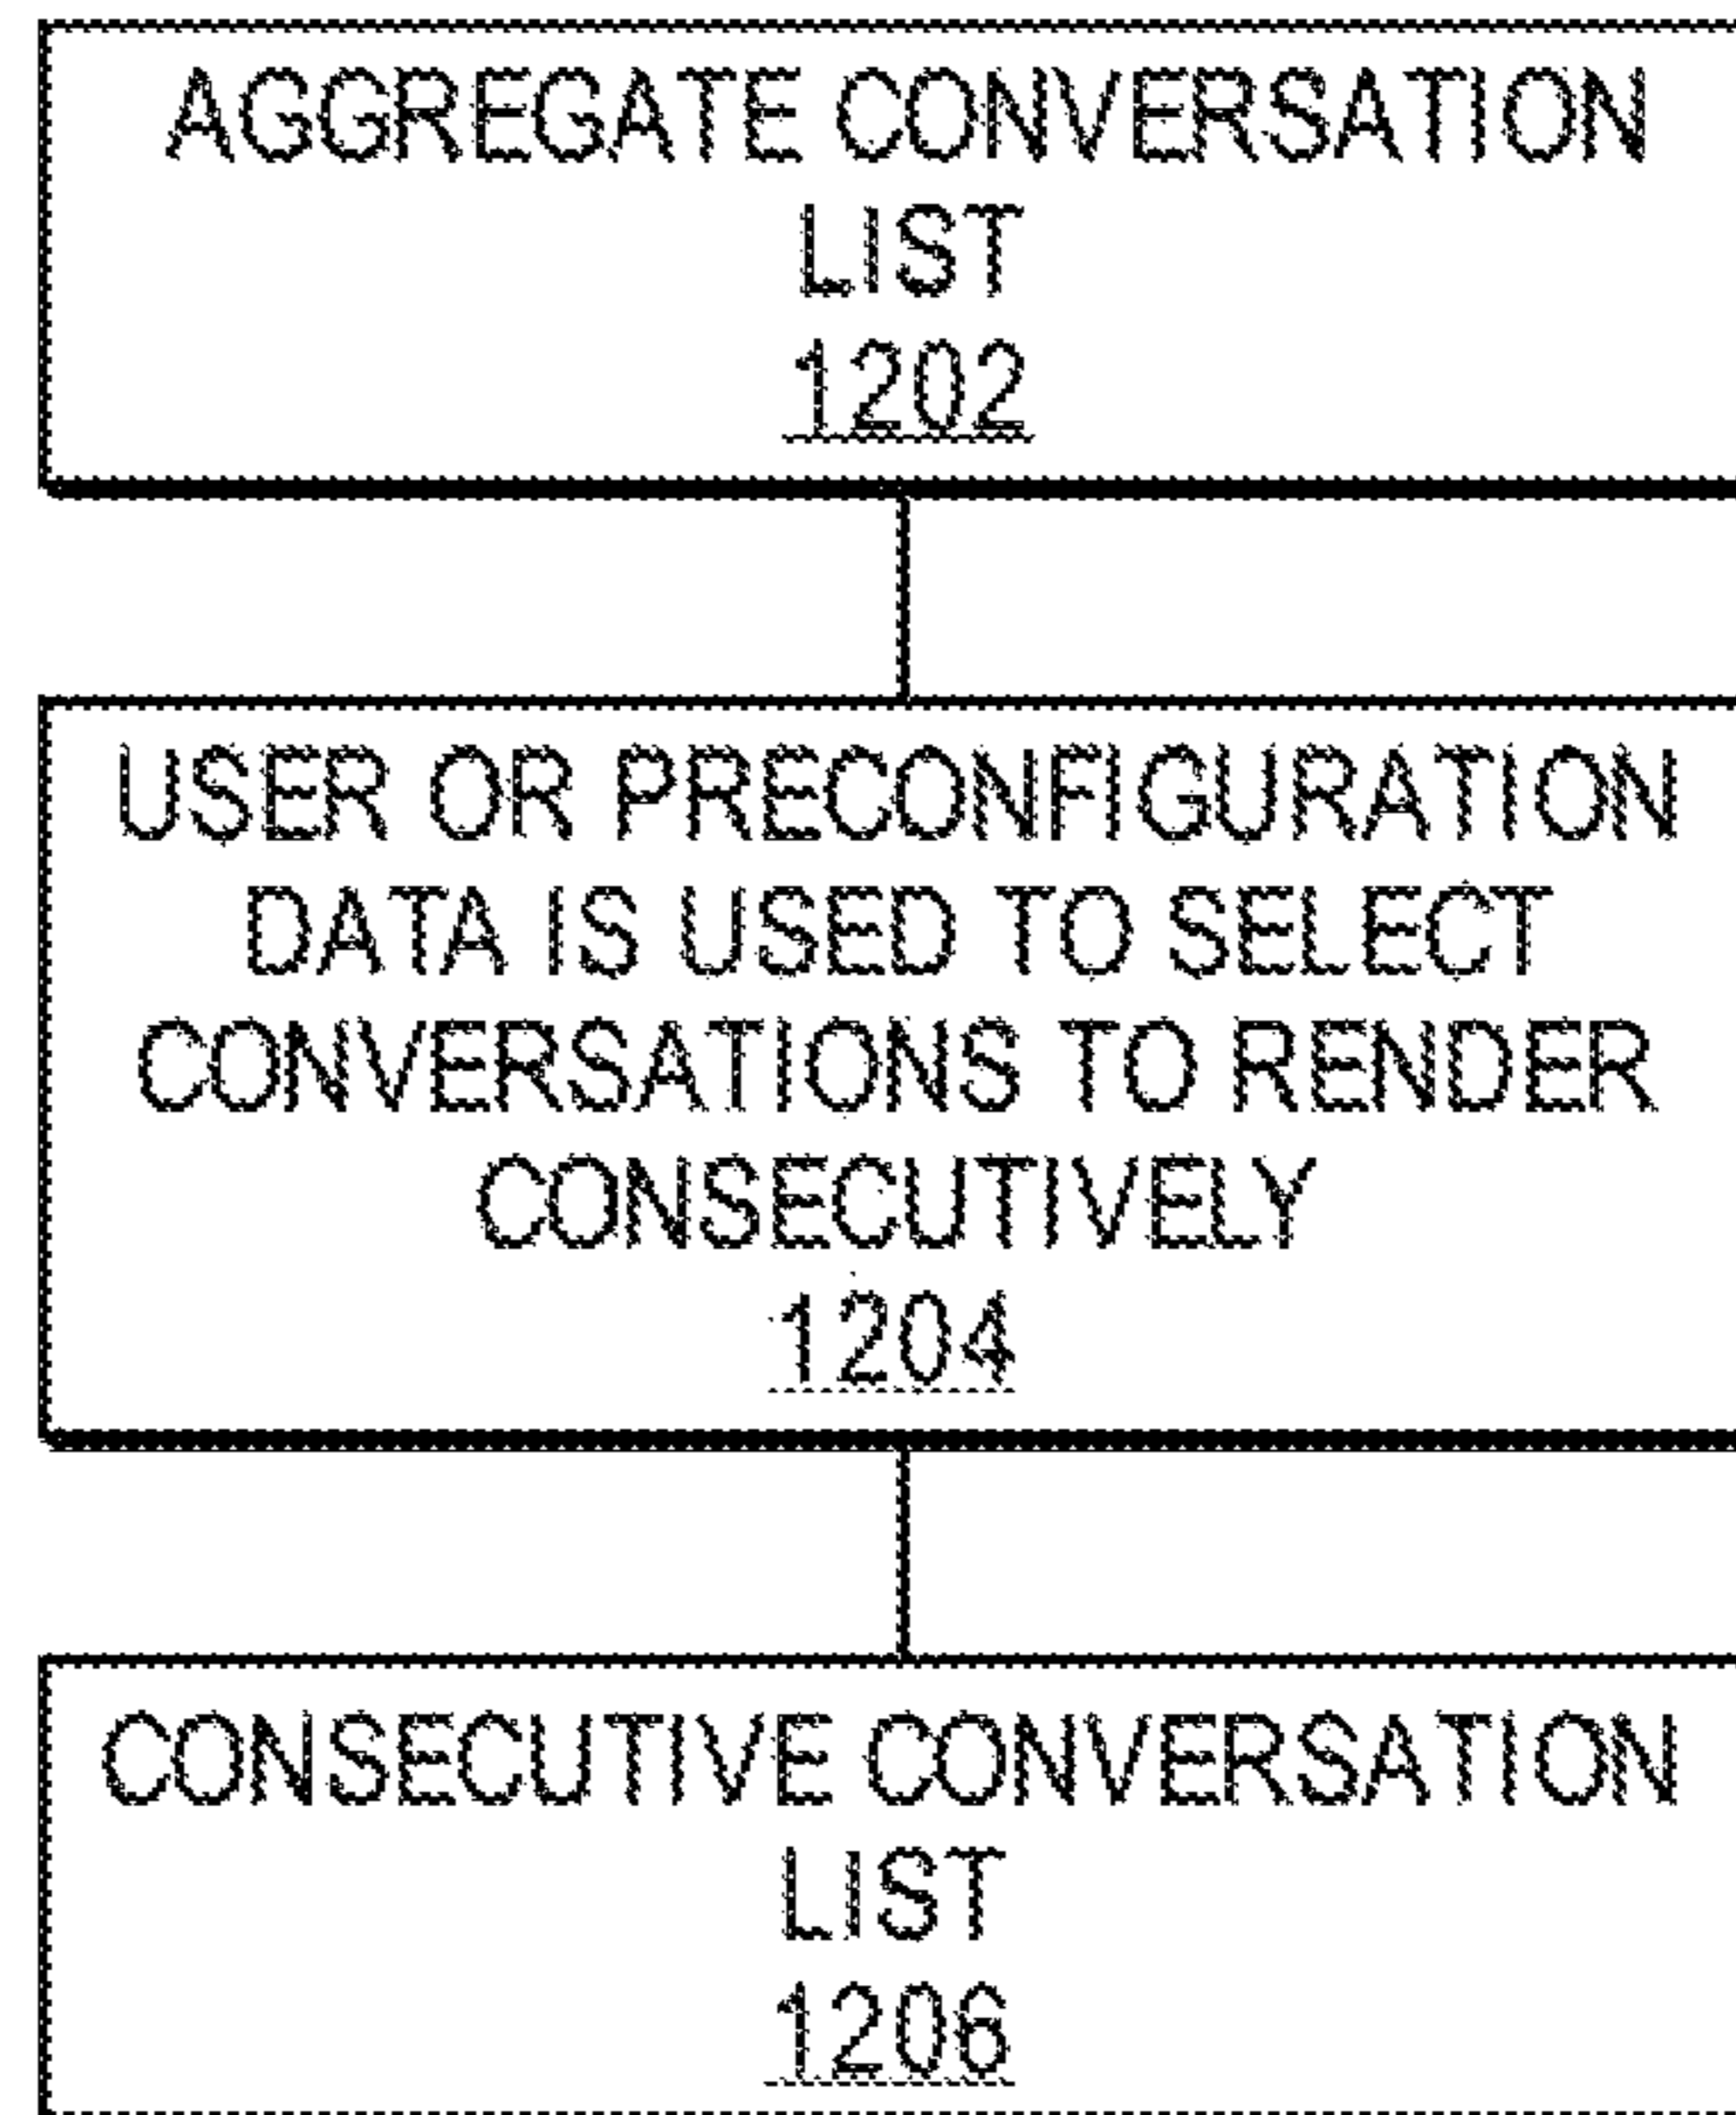 AGGREGATE CONVERSATION
LIST
1202
USER OR PRECONFIGURATION
DATA IS USED TO SELECT
CONVERSATIONS TO RENDER
CONSECUTIVELY
1204
CONSECUTIVE CONVERSATION
LIST
1206